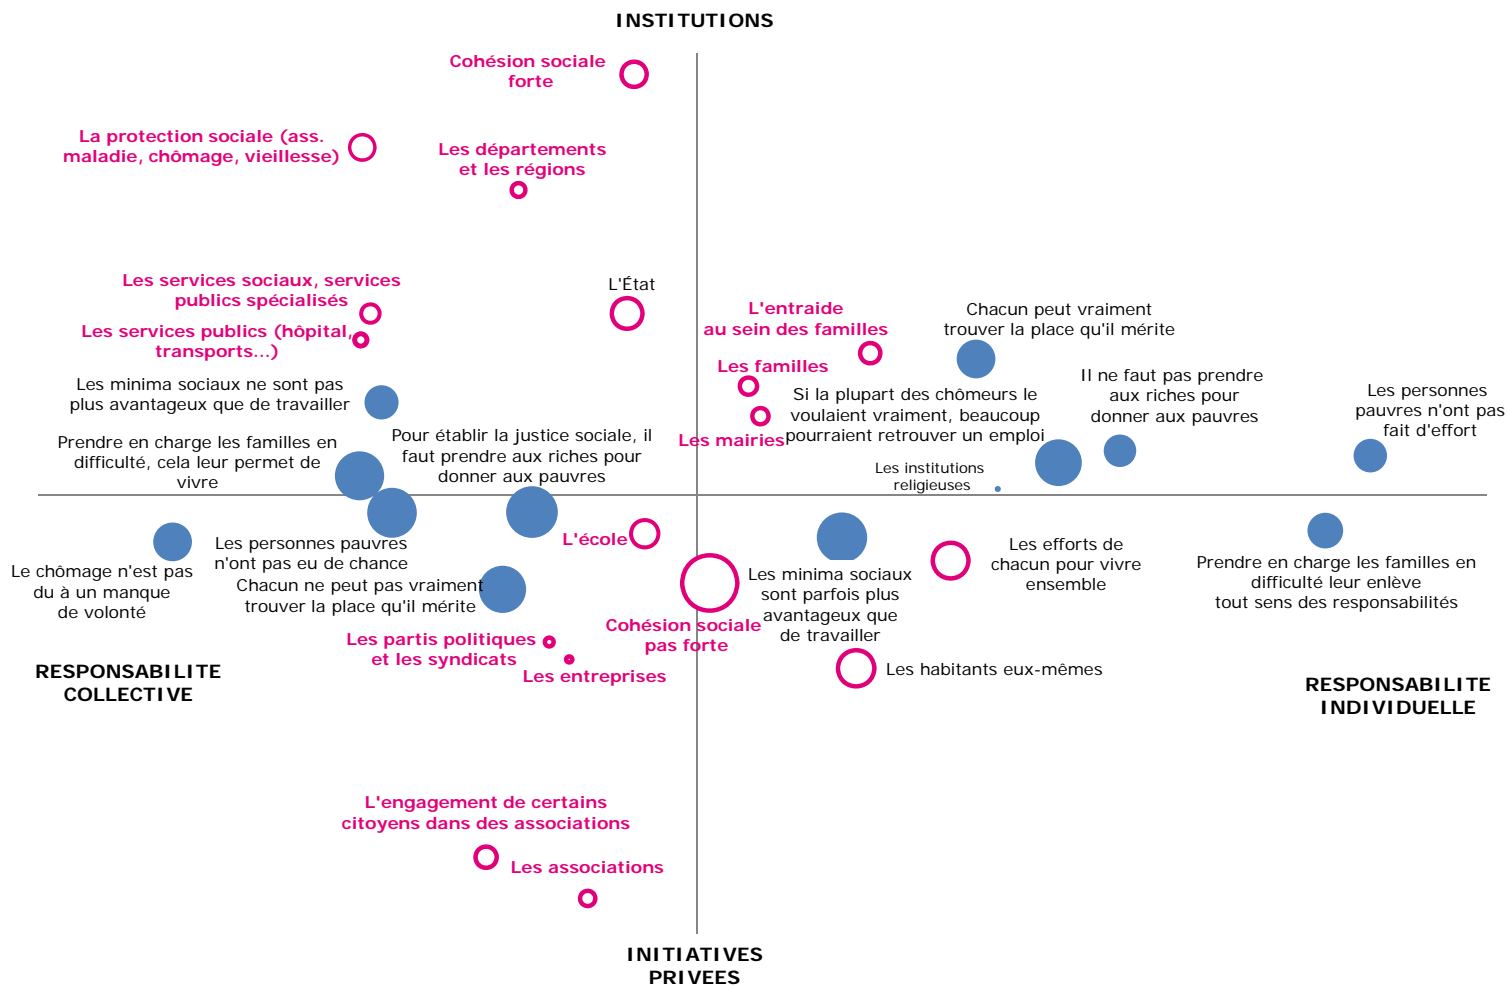 INSTITUTIONS
Cohésion sociale
forte
La protection sociale (ass.
maladie, chômage, vieillesse)
Les départements
et les régions
Les services sociaux, services
publics spécialisés
L'État
Les services publics (hôpital,
transports...)
L'entraide
au sein des familles
Chacun peut vraiment
trouver la place qu'il mérite
Les familles
Les minima sociaux ne sont pas
plus avantageux que de travailler
Si la plupart des chômeurs le
voulaient vraiment, beaucoup
pourraient retrouver un emploi
Il ne faut pas prendre
aux riches pour
donner aux pauvres
Les personnes
pauvres n'ont pas
fait d'effort
Les mairies
Prendre en charge les familles en
difficulté, cela leur permet de
vivre
Pour établir la justice sociale, il
faut prendre aux riches pour
donner aux pauvres
Les institutions
religieuses
Le chômage n'est pas
du à un manque
de volonté
Les personnes pauvres
n'ont pas eu de chance
L'école
Chacun ne peut pas vraiment
trouver la place qu'il mérite
Les minima sociaux
sont parfois plus
avantageux que
de travailler
Les efforts de
chacun pour vivre
ensemble
Prendre en charge les familles en
difficulté leur enlève
tout sens des responsabilités
Cohésion sociale
pas forte
Les partis politiques
et les syndicats
Les entreprises
Les habitants eux-mêmes
RESPONSABILITE
COLLECTIVE
RESPONSABILITE
INDIVIDUELLE
L'engagement de certains
citoyens dans des associations
Les associations
INITIATIVES
PRIVEES